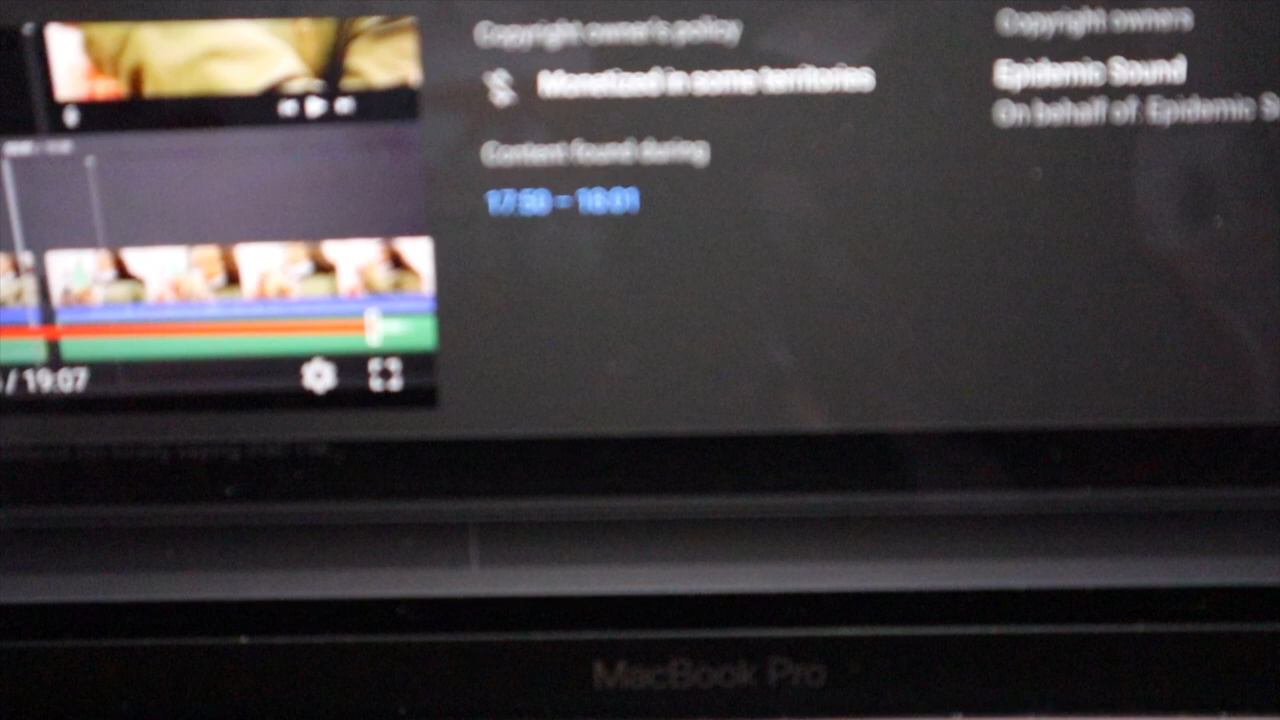 Copyright owner's policy
Monetized in some territories
Content found during
17:50 – 18:01
Copyright owners
Epidemic Sound
On behalf of: Epidemic S
/ 19:07
MacBook Pro